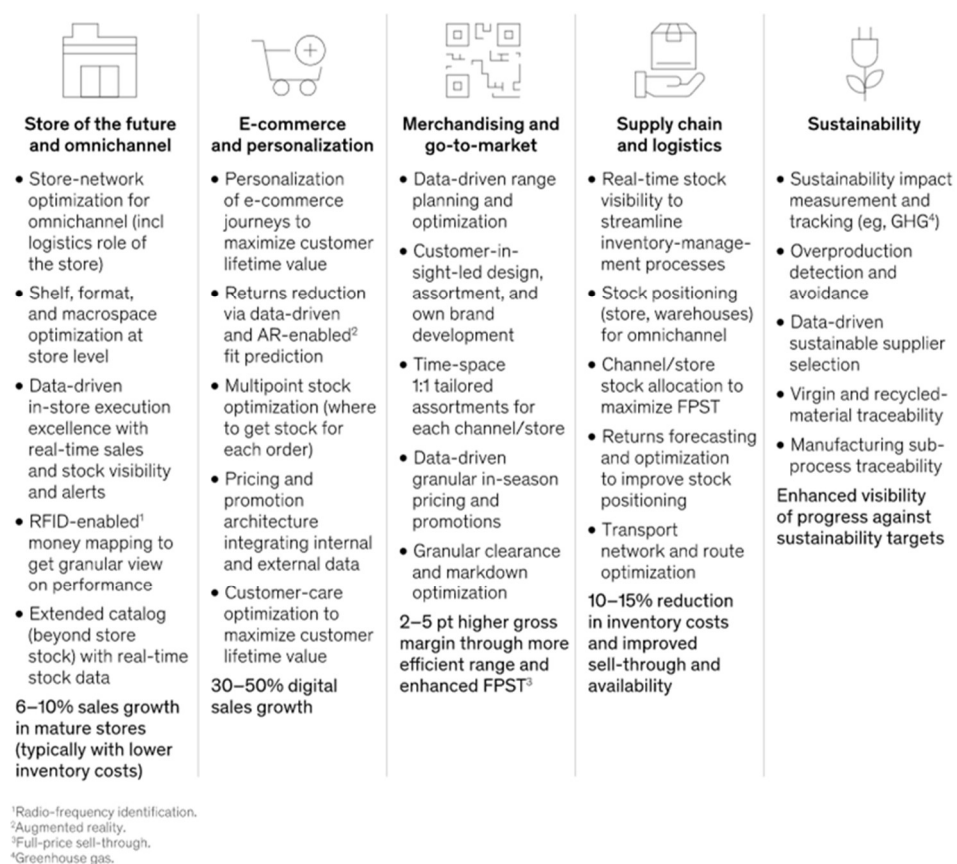 Store of the future
and omnichannel
• Store-network
optimization for
omnichannel (incl
logistics role of
the store)
• Shelf, format,
and macrospace
optimization at
store level
• Data-driven
in-store execution
excellence with
real-time sales
and stock visibility
and alerts
• RFID-enabled¹
money mapping to
get granular view
on performance
• Extended catalog
(beyond store
stock) with real-time
stock data
6–10% sales growth
in mature stores
(typically with lower
inventory costs)
E-commerce
and personalization
• Personalization
of e-commerce
journeys to
maximize customer
lifetime value
• Returns reduction
via data-driven
and AR-enabled²
fit prediction
• Multipoint stock
optimization (where
to get stock for
each order)
• Pricing and
promotion
architecture
integrating internal
and external data
• Customer-care
optimization to
maximize customer
lifetime value
30–50% digital
sales growth
Merchandising and
go-to-market
• Data-driven range
planning and
optimization
• Customer-in-
sight-led design,
assortment, and
own brand
development
• Time-space
1:1 tailored
assortments for
each channel/store
• Data-driven
granular in-season
pricing and
promotions
• Granular clearance
and markdown
optimization
2–5 pt higher gross
margin through more
efficient range and
enhanced FPST³
Supply chain
and logistics
• Real-time stock
visibility to
streamline
inventory-manage-
ment processes
• Stock positioning
(store, warehouses)
for omnichannel
• Channel/store
stock allocation to
maximize FPST
• Returns forecasting
and optimization
to improve stock
positioning
• Transport
network and route
optimization
10–15% reduction
in inventory costs
and improved
sell-through and
availability
Sustainability
• Sustainability impact
measurement and
tracking (eg, GHG⁴)
• Overproduction
detection and
avoidance
• Data-driven
sustainable supplier
selection
• Virgin and recycled-
material traceability
• Manufacturing sub-
process traceability
Enhanced visibility
of progress against
sustainability targets
¹Radio-frequency identification.
²Augmented reality.
³Full-price sell-through.
⁴Greenhouse gas.